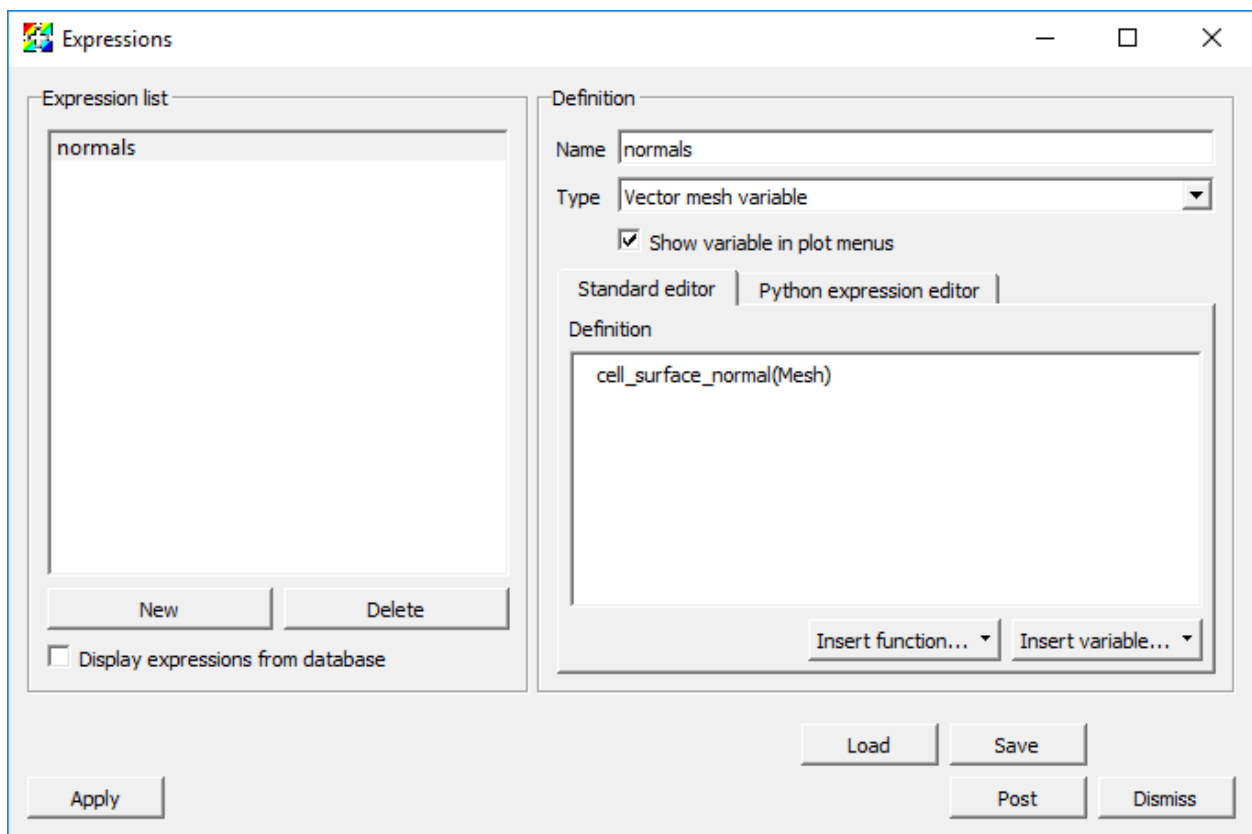 Expressions
Expression list
normals
New
Delete
Display expressions from database
Definition
Name normals
Type Vector mesh variable
Show variable in plot menus
Standard editor
Python expression editor
Definition
cell_surface_normal(Mesh)
Insert function...
Insert variable...
Load
Save
Apply
Post
Dismiss